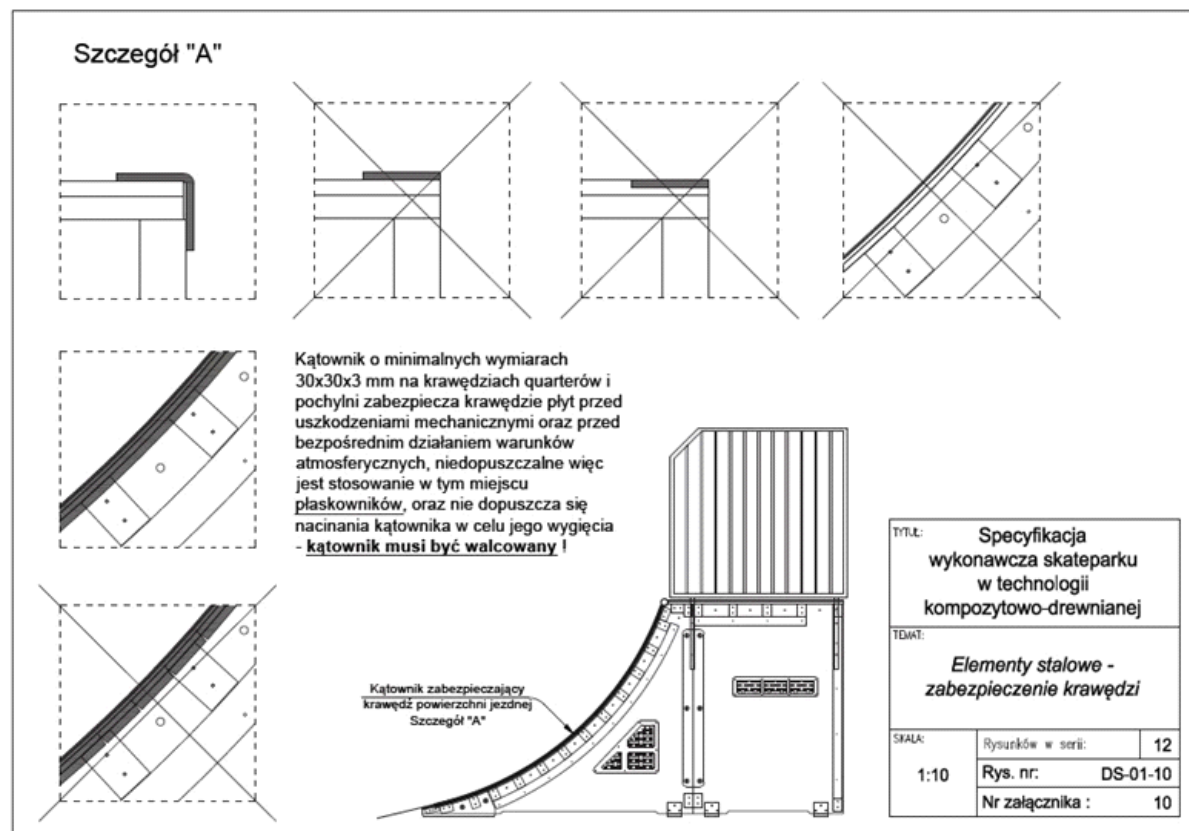 Szczegół "A"
Kątownik o minimalnych wymiarach
30x30x3 mm na krawędziach quarterów i
pochylni zabezpiecza krawędzie płyt przed
uszkodzeniami mechanicznymi oraz przed
bezpośrednim działaniem warunków
atmosferycznych, niedopuszczalne więc
jest stosowanie w tym miejscu
płaskowników, oraz nie dopuszcza się
nacinania kątownika w celu jego wygięcia
- kątownik musi być walcowany !
Kątownik zabezpieczający
krawędź powierzchni jezdnej
Szczegół "A"
TYTUŁ:
Specyfikacja
wykonawcza skateparku
w technologii
kompozytowo-drewnianej
TEMAT:
Elementy stalowe -
zabezpieczenie krawędzi
SKALA:
1:10
Rysunków w serii: 12
Rys. nr: DS-01-10
Nr załącznika : 10